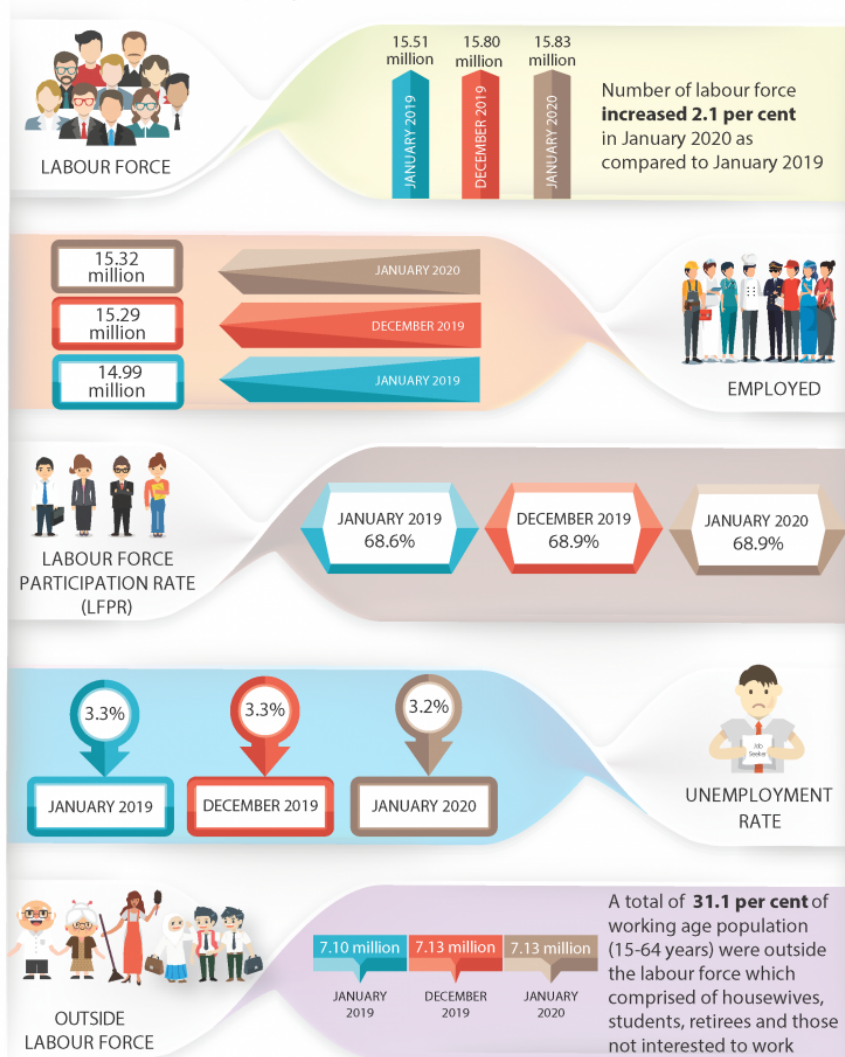 15.51
million
15.80
million
15.83
million
JANUARY 2019
DECEMBER 2019
JANUARY 2020
LABOUR FORCE
Number of labour force
increased 2.1 per cent
in January 2020 as
compared to January 2019
15.32
million
JANUARY 2020
15.29
million
DECEMBER 2019
14.99
million
JANUARY 2019
EMPLOYED
LABOUR FORCE
PARTICIPATION RATE
(LFPR)
JANUARY 2019
68.6%
DECEMBER 2019
68.9%
JANUARY 2020
68.9%
3.3%
JANUARY 2019
3.3%
DECEMBER 2019
3.2%
JANUARY 2020
Job
Seeker
UNEMPLOYMENT
RATE
OUTSIDE
LABOUR FORCE
7.10 million
JANUARY
2019
7.13 million
DECEMBER
2019
7.13 million
JANUARY
2020
A total of 31.1 per cent of
working age population
(15-64 years) were outside
the labour force which
comprised of housewives,
students, retirees and those
not interested to work